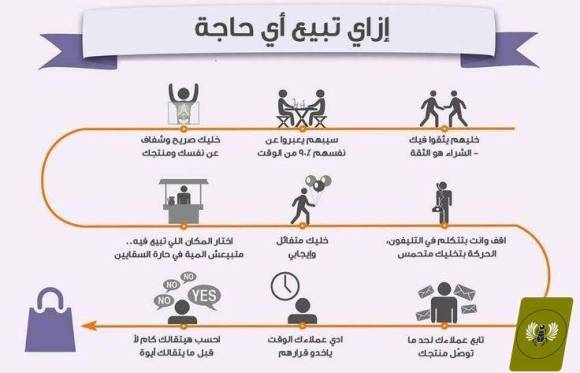 إزاي تبيع أي حاجة
خليهم يثقوا فيك
- الشراء هو الثقة
سيبهم يعبروا عن
نفسهم ٩٠٪ من الوقت
خليك صريح وشفاف
عن نفسك ومنتجك
اقف وانت بتتكلم في التليفون،
الحركة بتخليك متحمس
خليك متفائل
وإيجابي
اختار المكان اللي تبيع فيه..
متبيعش المية في حارة السقايين
تابع عملاءك لحد ما
توصّل منتجك
ادي عملاءك الوقت
ياخدو قرارهم
NO
NO
NO
NO
YES
احسب هيتقالك كام لأ
قبل ما يتقالك أيوة